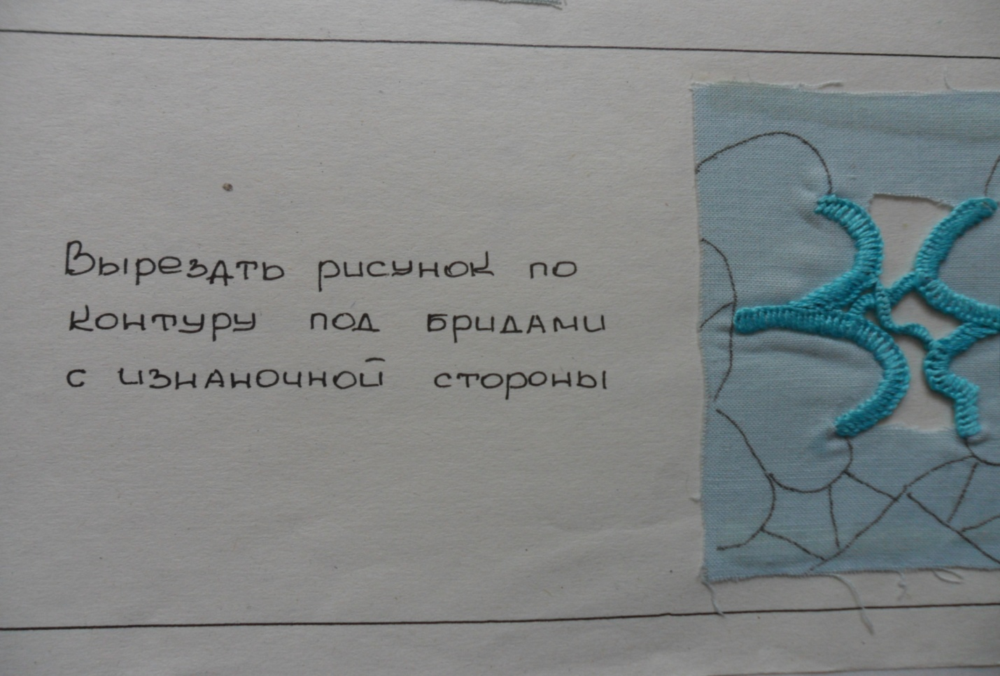 Вырезать рисунок по
контуру под бридами
с изнаночной стороны